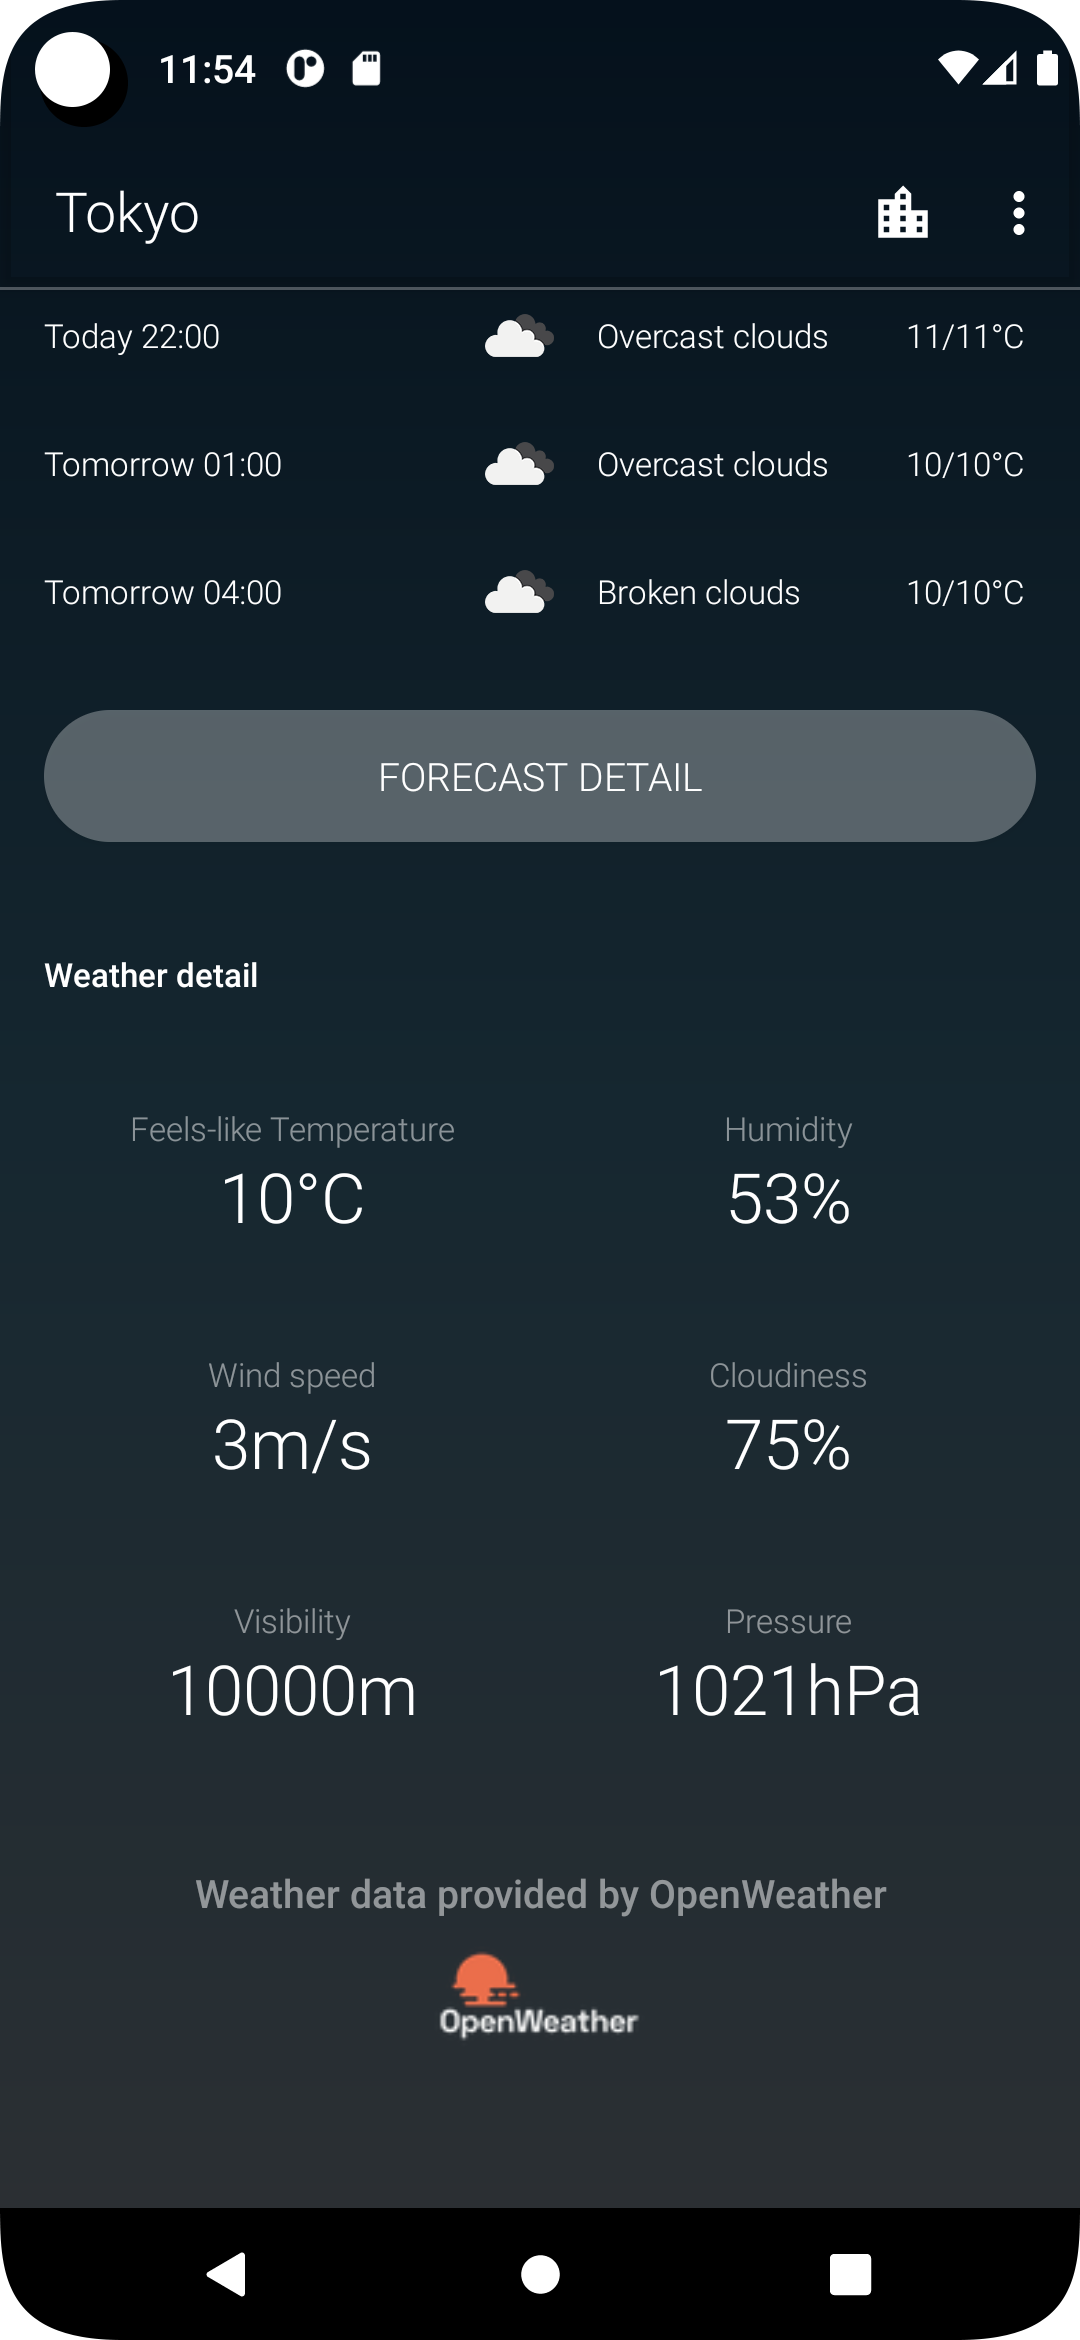 11:54
Tokyo
Today 22:00 Overcast clouds 11/11°C
Tomorrow 01:00 Overcast clouds 10/10°C
Tomorrow 04:00 Broken clouds 10/10°C
FORECAST DETAIL
Weather detail
Feels-like Temperature Humidity
10°C 53%
Wind speed Cloudiness
3m/s 75%
Visibility Pressure
10000m 1021hPa
Weather data provided by OpenWeather
OpenWeather